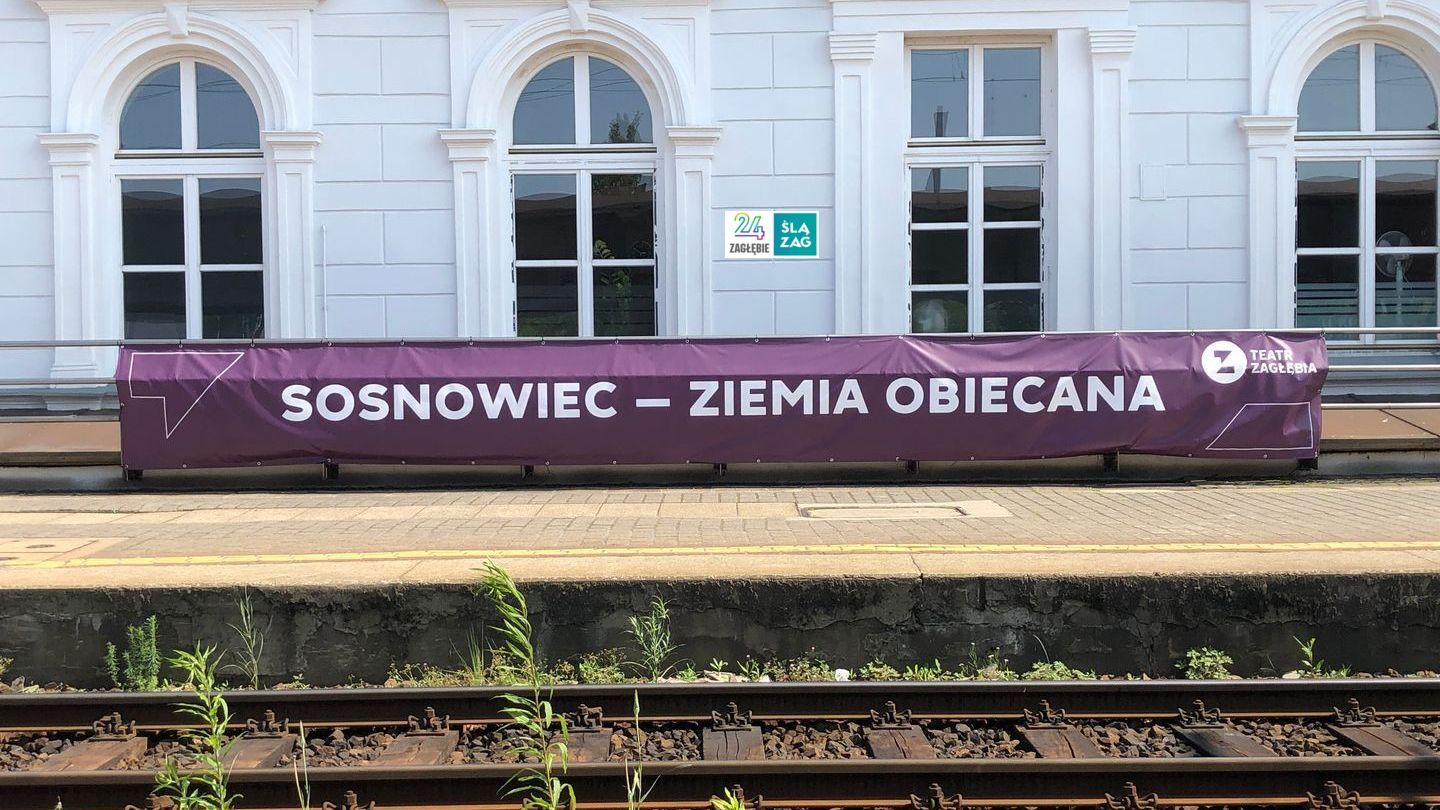 24
ZAGŁĘBIE
ŚLĄ
ZAG
SOSNOWIEC – ZIEMIA OBIECANA
TEATR
ZAGŁĘBIA